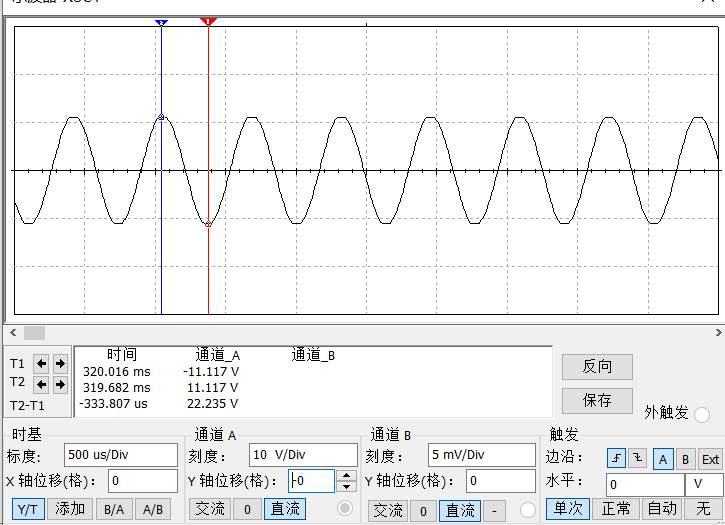 示波器-XSC1
2 1
时间 通道_A 通道_B
T1 320.016 ms -11.117 V
T2 319.682 ms 11.117 V
T2-T1 -333.807 us 22.235 V
反向
保存
外触发
时基 通道 A 通道 B 触发
标度: 500 us/Div 刻度: 10 V/Div 刻度: 5 mV/Div 边沿: A B Ext
X 轴位移(格): 0 Y 轴位移(格): -0 Y 轴位移(格): 0 水平: 0 V
Y/T 添加 B/A A/B 交流 0 直流 交流 0 直流 - 单次 正常 自动 无